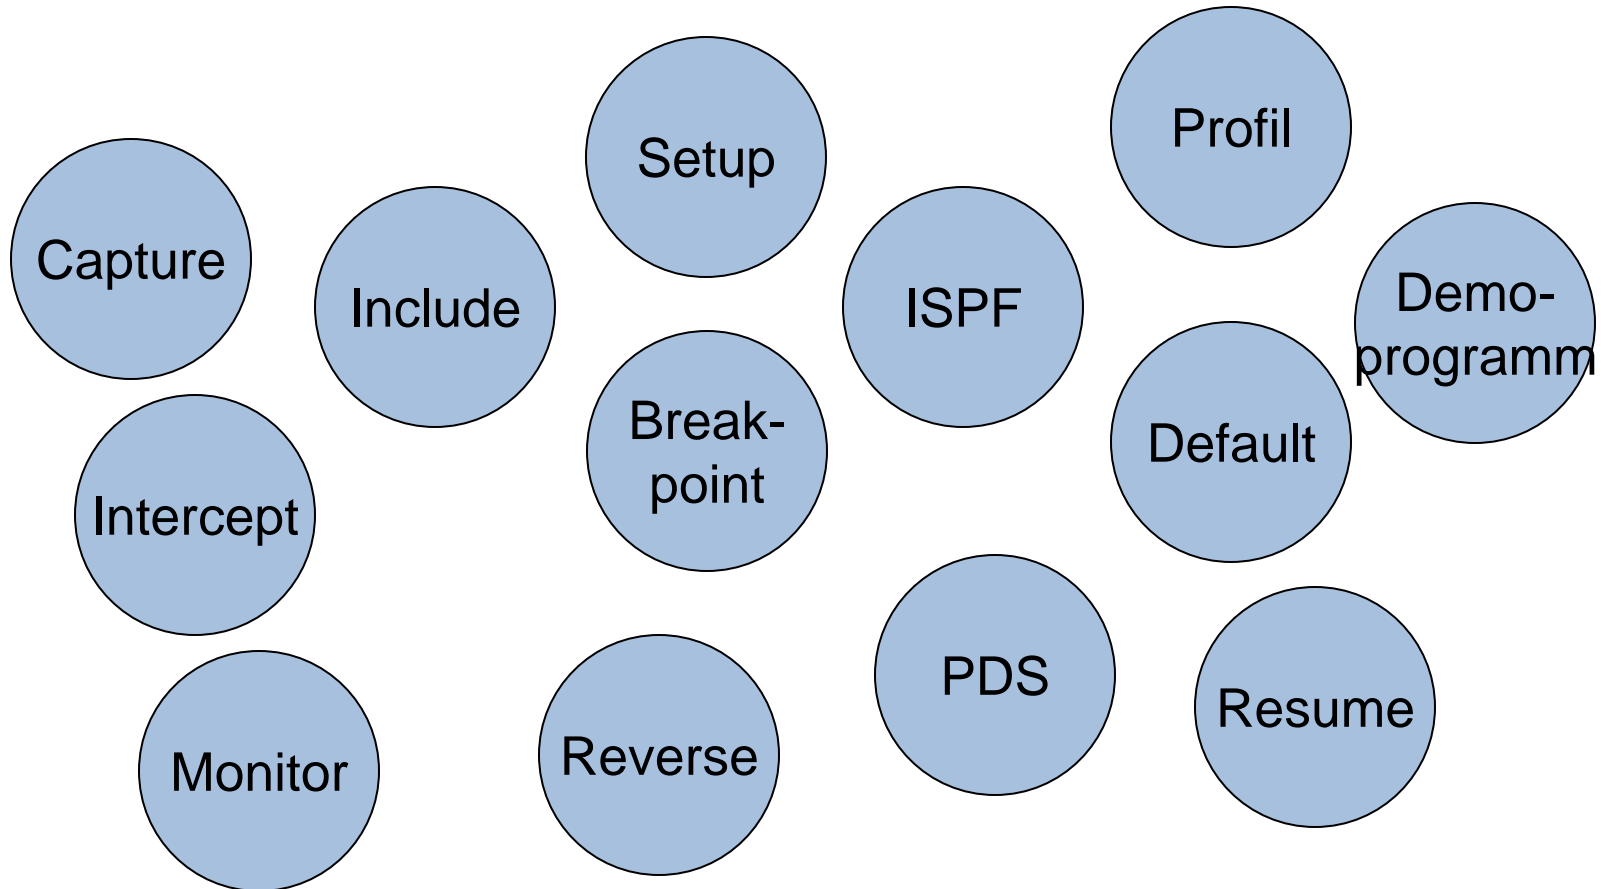 Profil
Setup
Capture
Include
ISPF
Demo-
programm
Break-
point
Default
Intercept
PDS
Resume
Reverse
Monitor